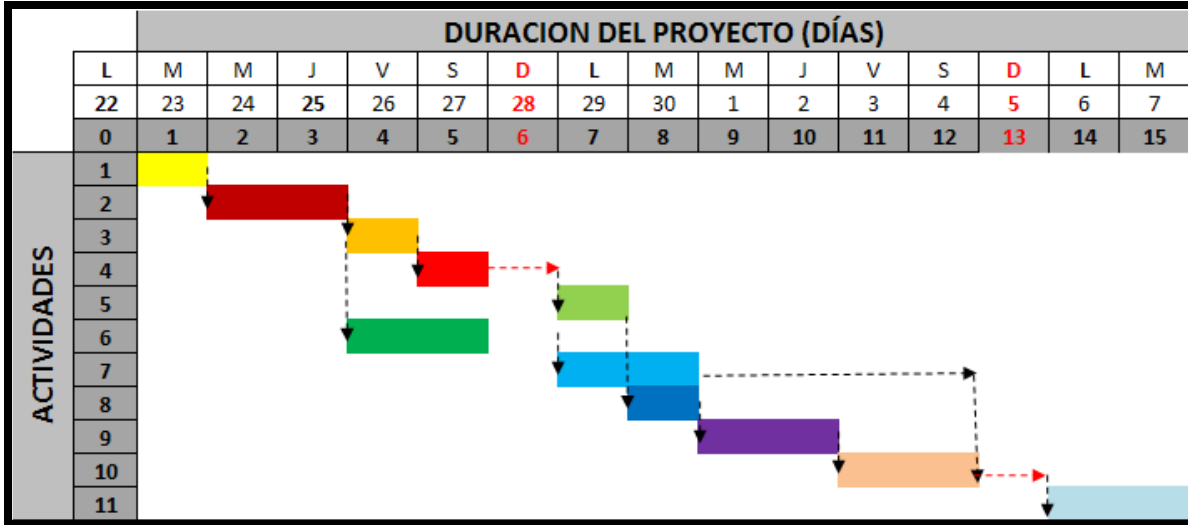 DURACION DEL PROYECTO (DÍAS)
L M M J V S D L M M J V S D L M
22 23 24 25 26 27 28 29 30 1 2 3 4 5 6 7
0 1 2 3 4 5 6 7 8 9 10 11 12 13 14 15
ACTIVIDADES
1
2
3
4
5
6
7
8
9
10
11